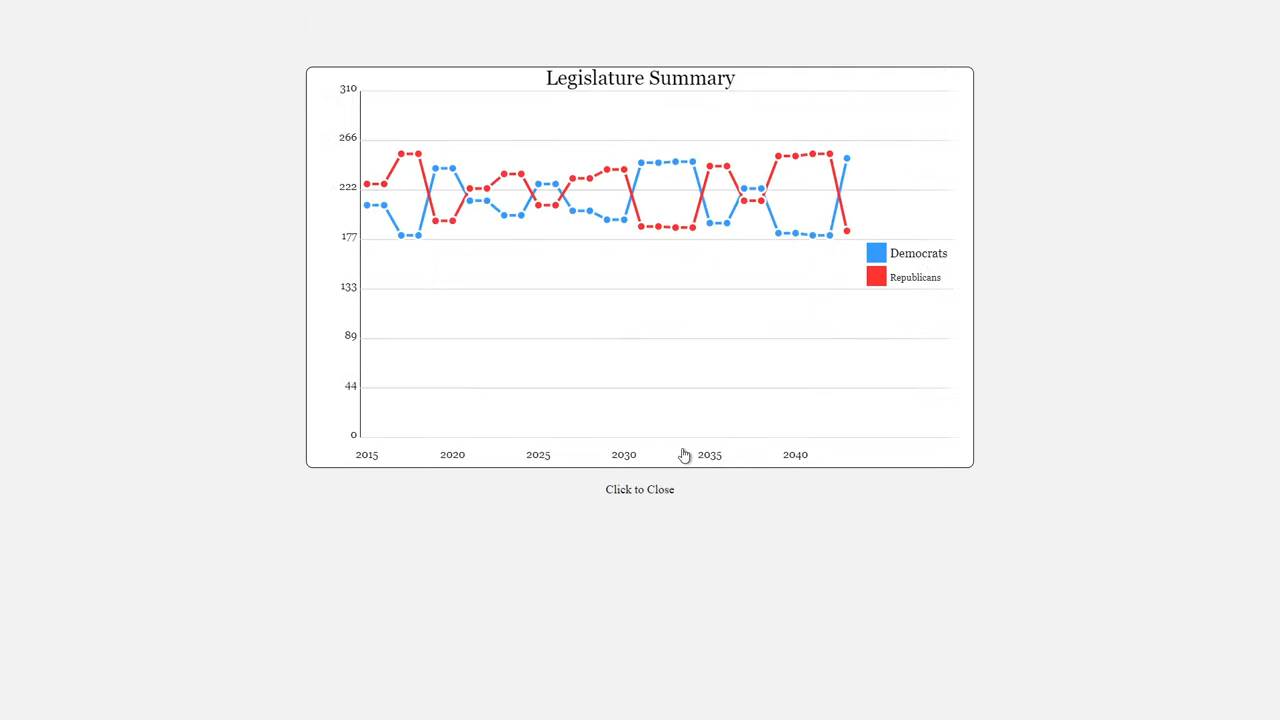 Legislature Summary
310
266
222
177
133
89
44
0
Democrats
Republicans
2015 2020 2025 2030 2035 2040
Click to Close